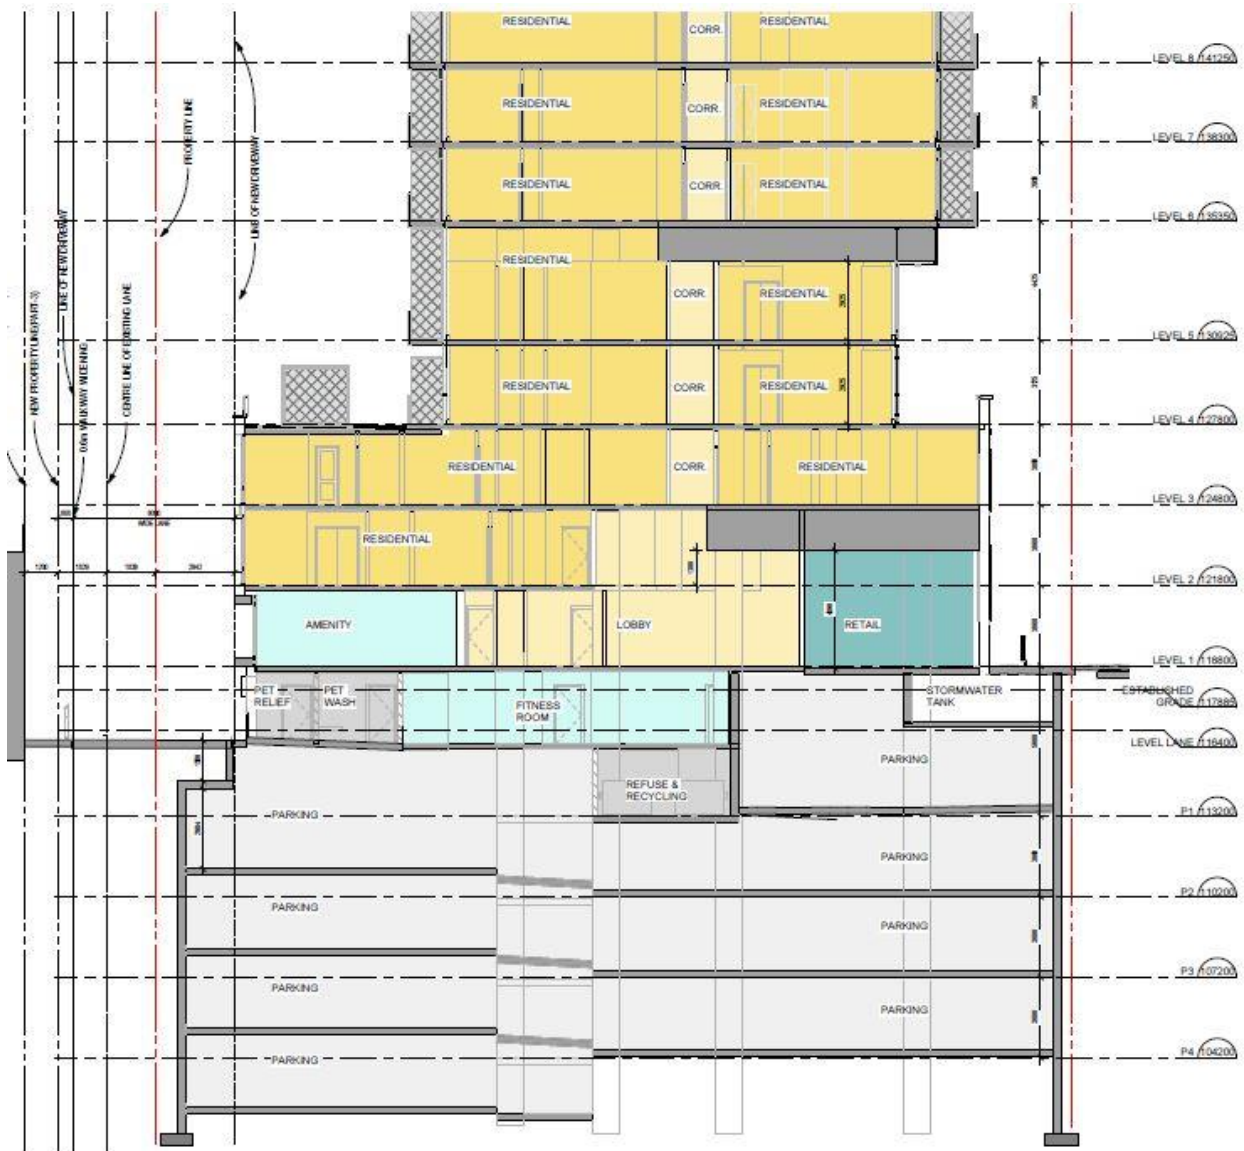 RESIDENTIAL
CORR.
RESIDENTIAL
LEVEL 8 141250
RESIDENTIAL
CORR.
RESIDENTIAL
LEVEL 7 138300
RESIDENTIAL
CORR.
RESIDENTIAL
LEVEL 6 135350
RESIDENTIAL
CORR.
RESIDENTIAL
LEVEL 5 130925
RESIDENTIAL
CORR.
RESIDENTIAL
LEVEL 4 127800
RESIDENTIAL
CORR.
RESIDENTIAL
LEVEL 3 124800
RESIDENTIAL
LEVEL 2 121800
AMENITY
LOBBY
RETAIL
LEVEL 1 118800
PET
RELIEF
PET
WASH
FITNESS
ROOM
STORMWATER
TANK
ESTABLISHED
GRADE 117885
LEVEL LANE 116400
PARKING
REFUSE &
RECYCLING
PARKING
P1 113200
PARKING
P2 110200
PARKING
PARKING
P3 107200
PARKING
PARKING
P4 104200
PARKING
NEW PROPERTY LINE(PART-3)
LINE OF NEW DRIVEWAY
0.6m WALKWAY WIDENING
CENTRE LINE OF EXISTING LANE
PROPERTY LINE
LINE OF NEW DRIVEWAY
WIDE LANE
1200